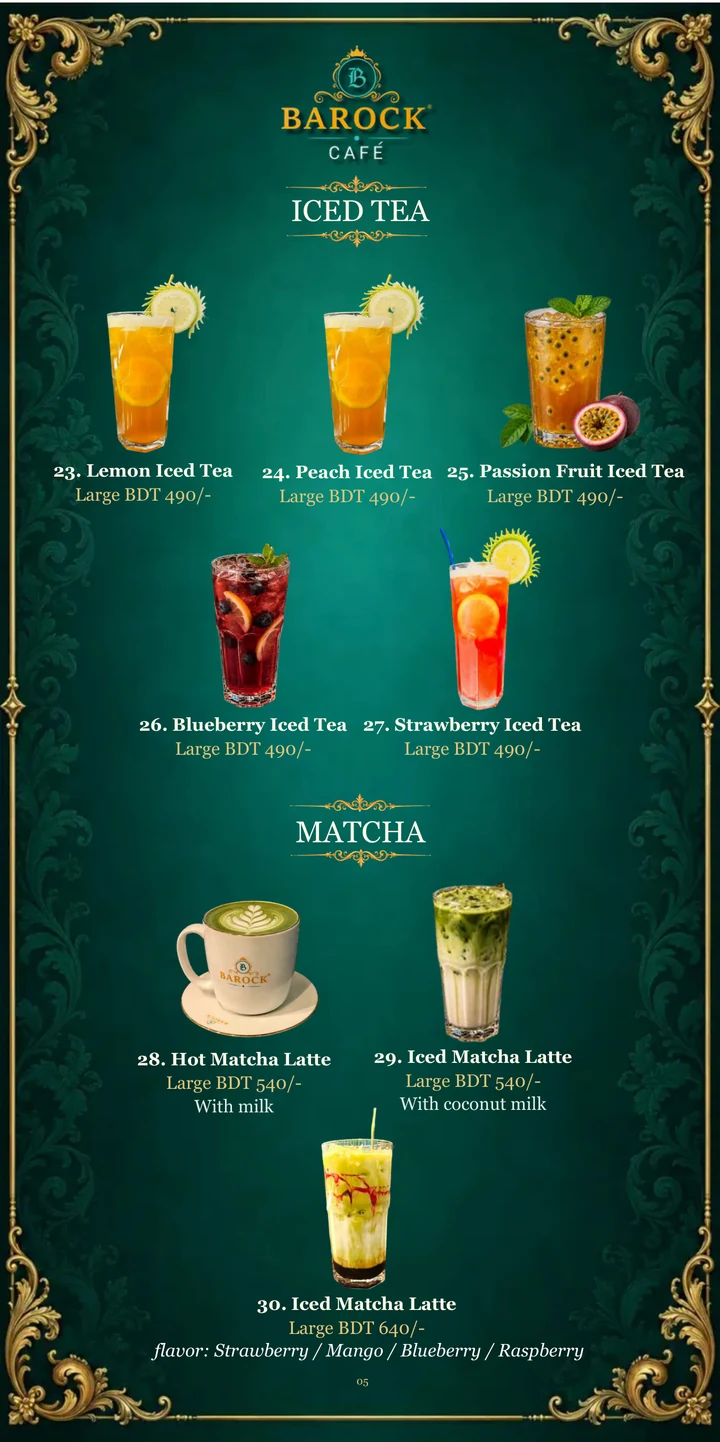 B
BAROCK
CAFÉ
ICED TEA
23. Lemon Iced Tea
Large BDT 490/-
24. Peach Iced Tea
Large BDT 490/-
25. Passion Fruit Iced Tea
Large BDT 490/-
26. Blueberry Iced Tea
Large BDT 490/-
27. Strawberry Iced Tea
Large BDT 490/-
MATCHA
B
BAROCK
28. Hot Matcha Latte
Large BDT 540/-
With milk
29. Iced Matcha Latte
Large BDT 540/-
With coconut milk
30. Iced Matcha Latte
Large BDT 640/-
flavor: Strawberry / Mango / Blueberry / Raspberry
05